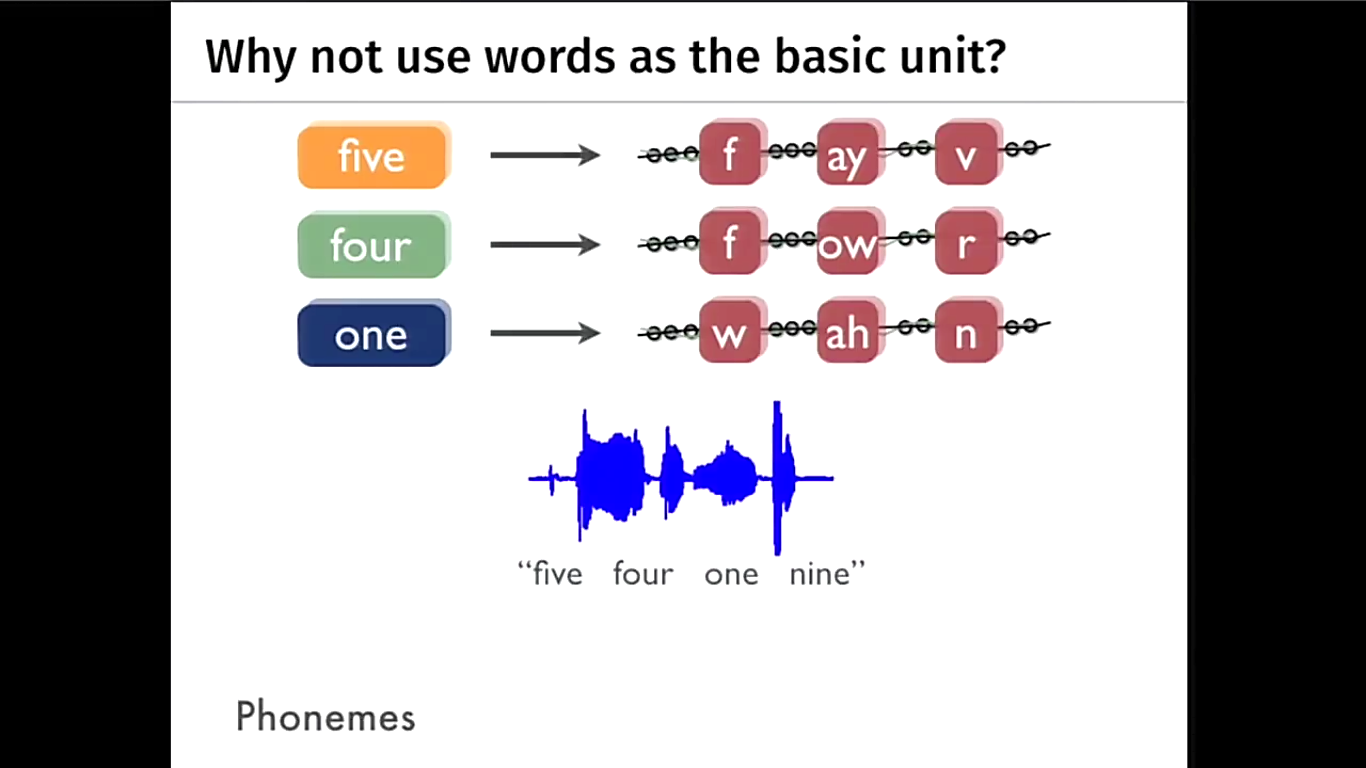 Why not use words as the basic unit?
five f ay v
four f ow r
one w ah n
“five four one nine”
Phonemes